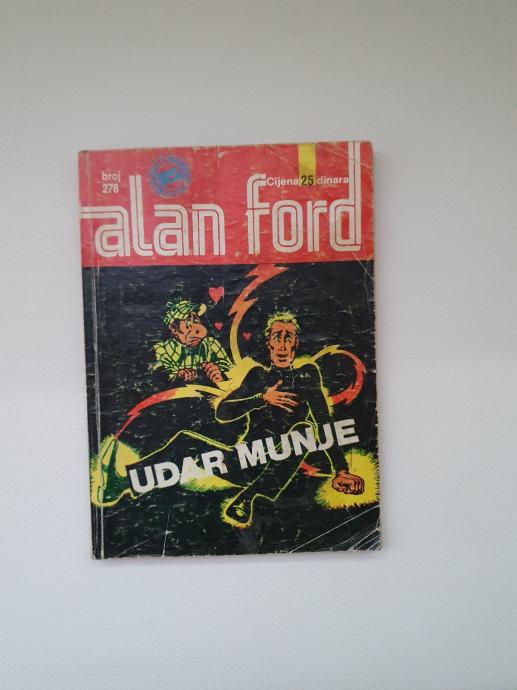 broj
278
Cijena 25 dinara
alan ford
UDAR MUNJE